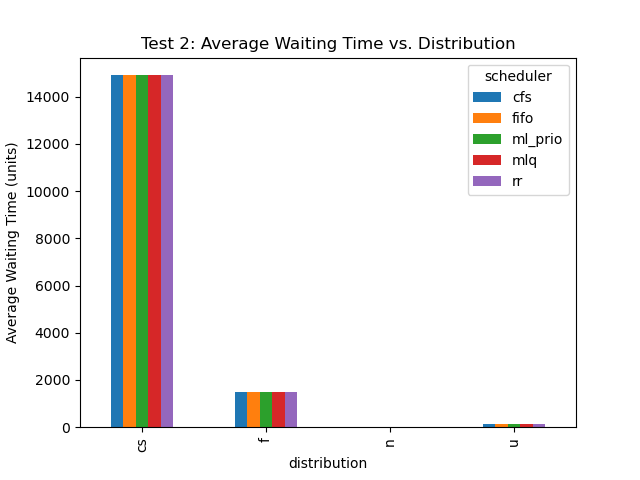 Test 2: Average Waiting Time vs. Distribution
Average Waiting Time (units)
14000
12000
10000
8000
6000
4000
2000
0
scheduler
cfs
fifo
ml_prio
mlq
rr
cs
f
n
u
distribution